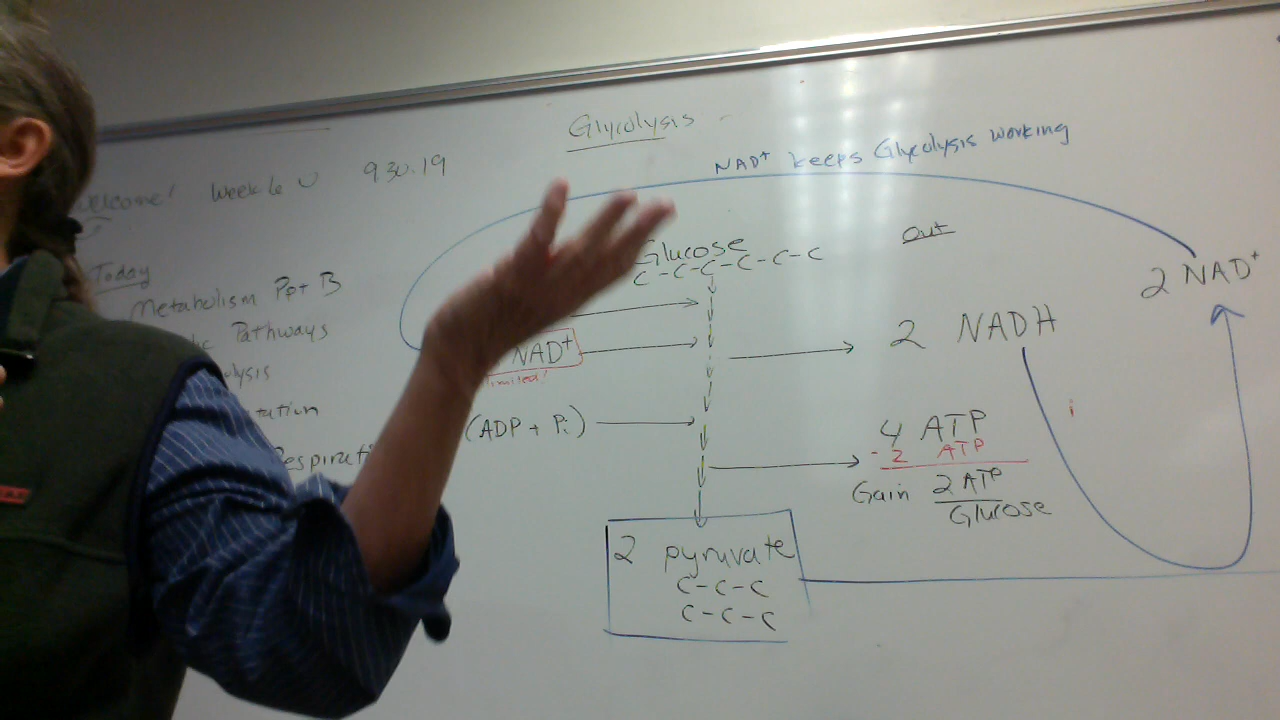 Glycolysis
NAD+ keeps Glycolysis working
Welcome! Week 6 U 9.30.19
Today
Metabolism Ppt B
Pathways
Glucose
C-C-C-C-C-C
Out
2 NAD+
2 NADH
NAD+
limited!
(ADP + Pi)
4 ATP
- 2 ATP
Gain 2 ATP
Glucose
2 pyruvate
C-C-C
C-C-C